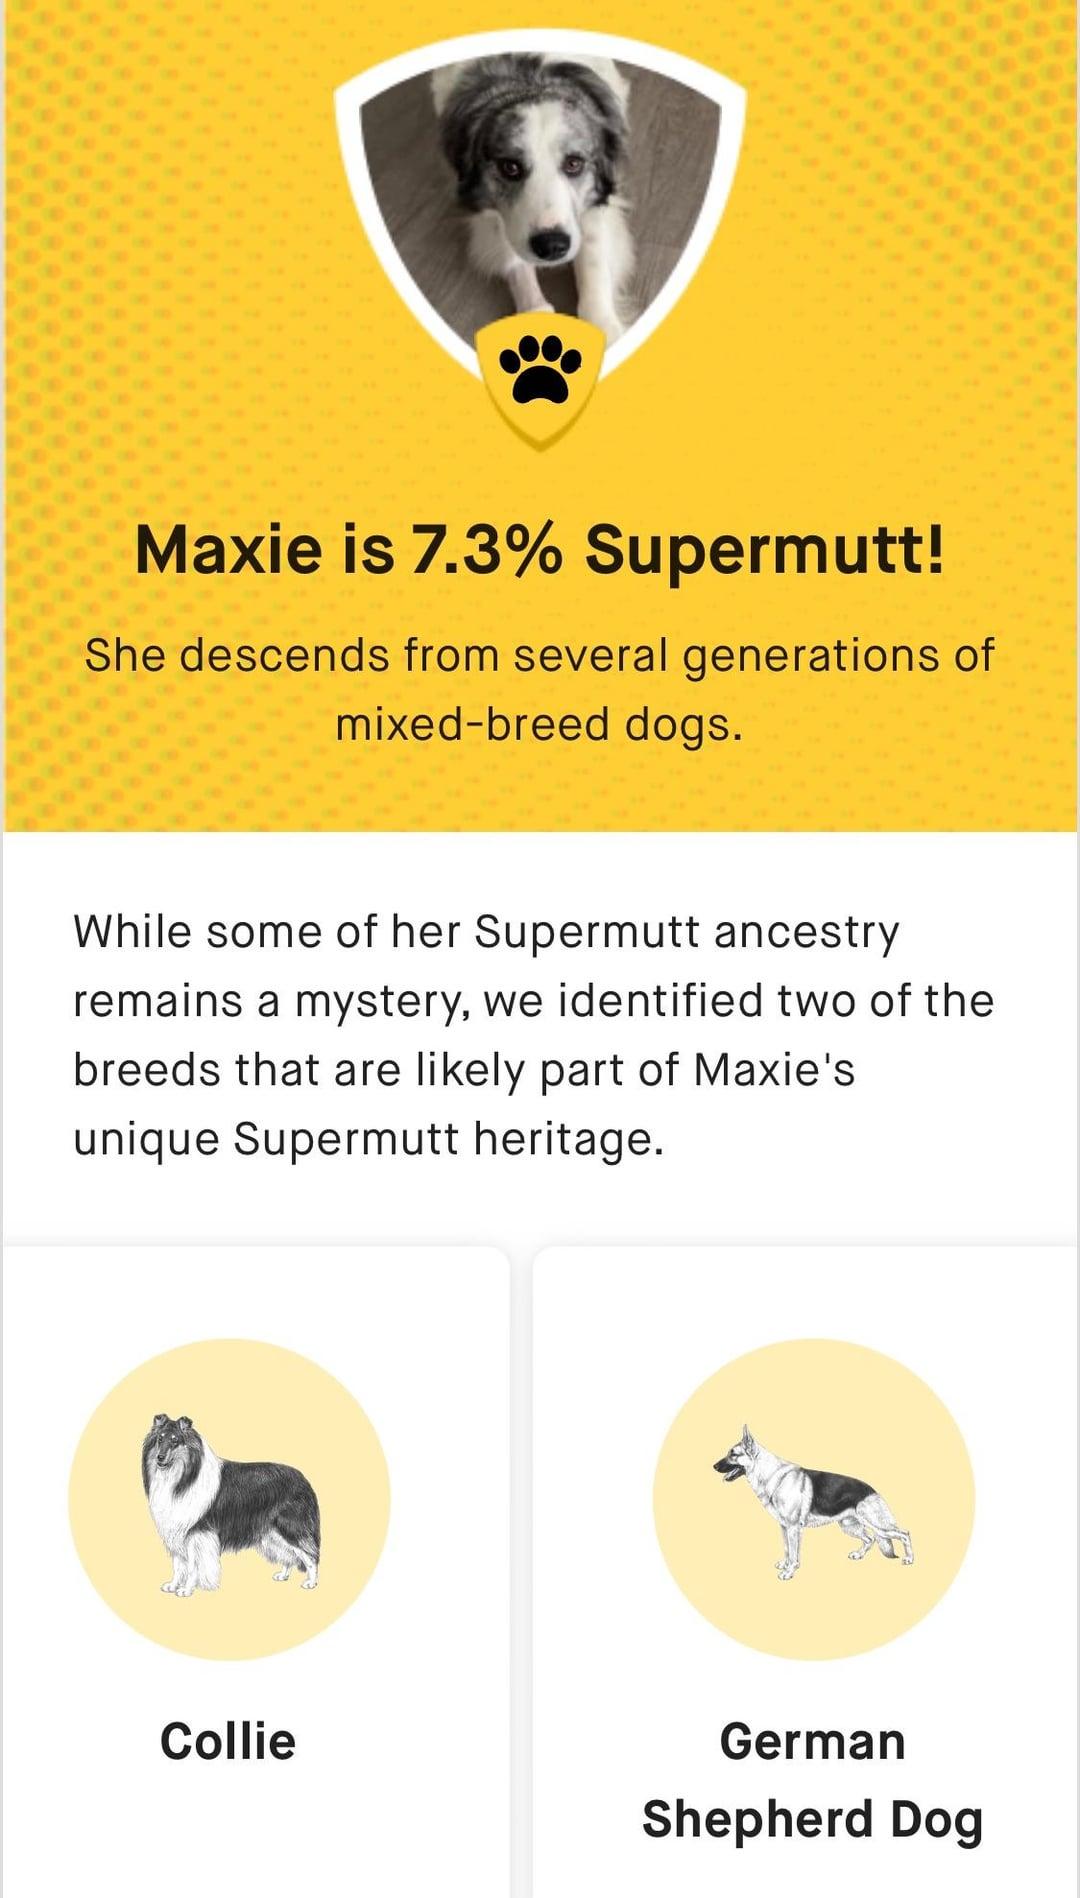 Maxie is 7.3% Supermutt!
She descends from several generations of
mixed-breed dogs.
While some of her Supermutt ancestry
remains a mystery, we identified two of the
breeds that are likely part of Maxie's
unique Supermutt heritage.
Collie
German
Shepherd Dog